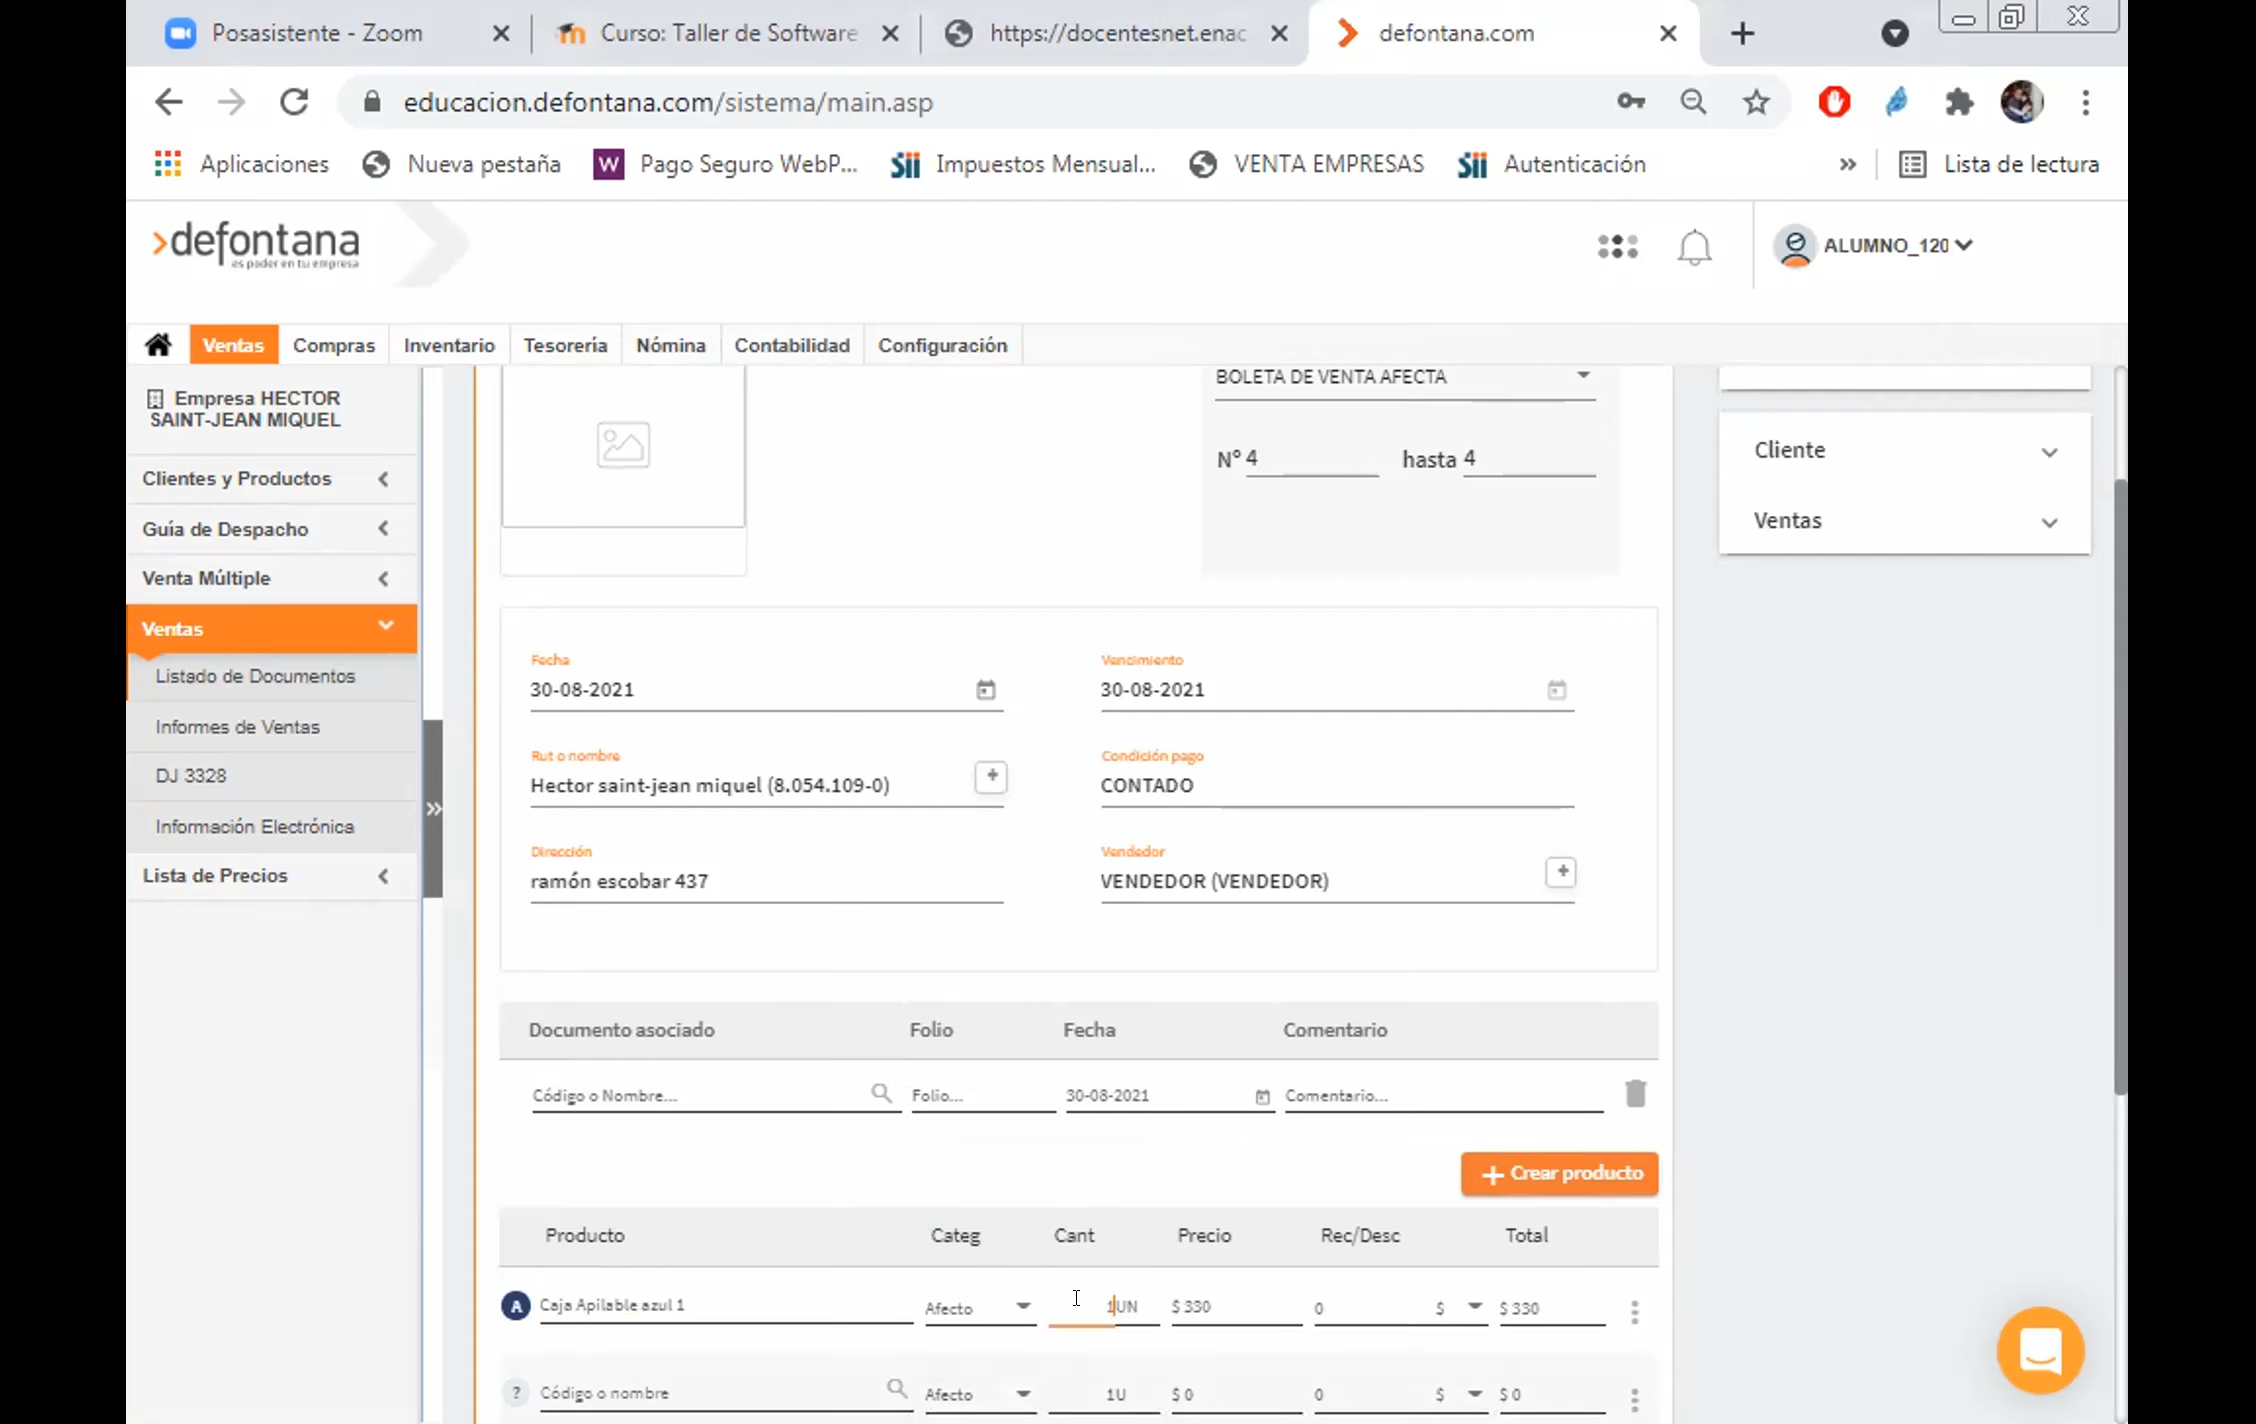 Posasistente - Zoom
Curso: Taller de Software
https://docentesnet.enac
defontana.com
educacion.defontana.com/sistema/main.asp
Aplicaciones
Nueva pestaña
W
Pago Seguro WebP...
Sii
Impuestos Mensual...
VENTA EMPRESAS
Sii
Autenticación
»
Lista de lectura
defontana
es poder en tu empresa
ALUMNO_120
Ventas
Compras
Inventario
Tesorería
Nómina
Contabilidad
Configuración
Empresa HECTOR
SAINT-JEAN MIQUEL
Clientes y Productos
Guía de Despacho
Venta Múltiple
Ventas
Listado de Documentos
Informes de Ventas
DJ 3328
Información Electrónica
Lista de Precios
BOLETA DE VENTA AFECTA
N° 4 hasta 4
Cliente
Ventas
Fecha
30-08-2021
Vencimiento
30-08-2021
Rut o nombre
Hector saint-jean miquel (8.054.109-0)
Condición pago
CONTADO
Dirección
ramón escobar 437
Vendedor
VENDEDOR (VENDEDOR)
Documento asociado Folio Fecha Comentario
Código o Nombre... Folio... 30-08-2021 Comentario...
+ Crear producto
Producto Categ Cant Precio Rec/Desc Total
A Caja Apilable azul 1 Afecto 1UN $ 330 0 $ $ 330
? Código o nombre Afecto 1U $ 0 0 $ $ 0